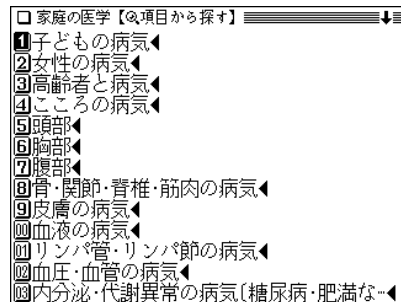 家庭の医学【項目から探す】
1子どもの病気
2女性の病気
3高齢者と病気
4こころの病気
5頭部
6胸部
7腹部
8骨・関節・脊椎・筋肉の病気
9皮膚の病気
00血液の病気
01リンパ管・リンパ節の病気
02血圧・血管の病気
03内分泌・代謝異常の病気〔糖尿病・肥満な…